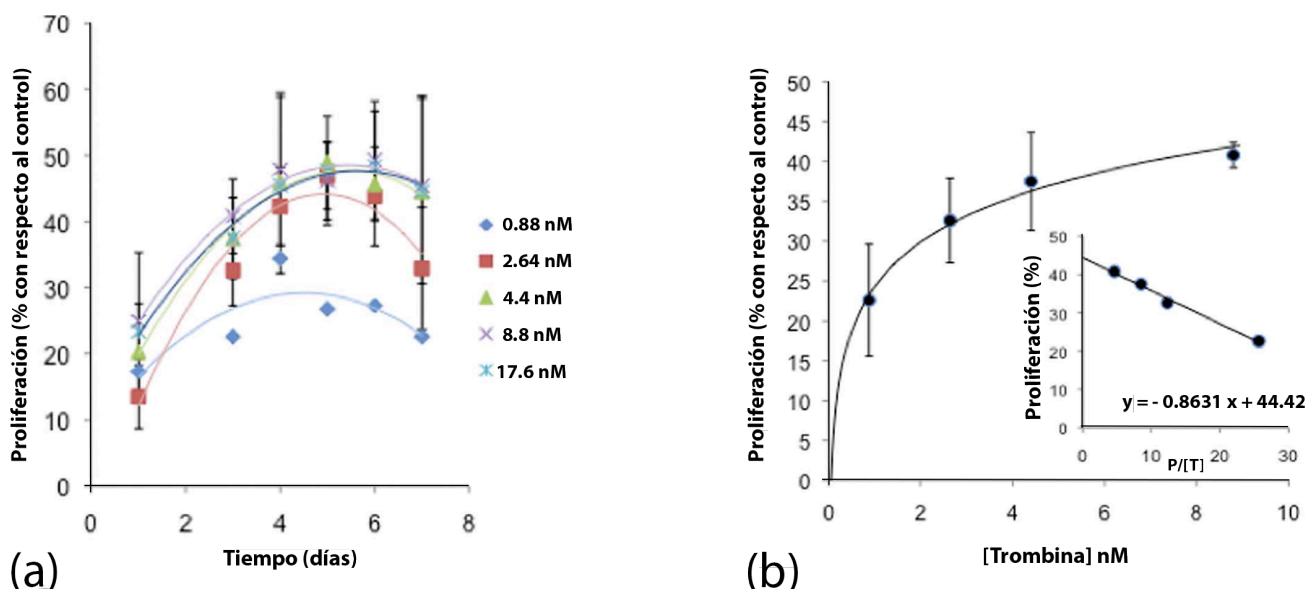 Proliferación (% con respecto al control)
70
60
50
40
30
20
10
0
0 2 4 6 8
Tiempo (días)
0.88 nM
2.64 nM
4.4 nM
8.8 nM
17.6 nM
(a)
Proliferación (% con respecto al control)
50
45
40
35
30
25
20
15
10
5
0
0 2 4 6 8 10
[Trombina] nM
Proliferación (%)
50
40
30
20
10
0
0 10 20 30
P/[T]
y = - 0.8631 x + 44.42
(b)